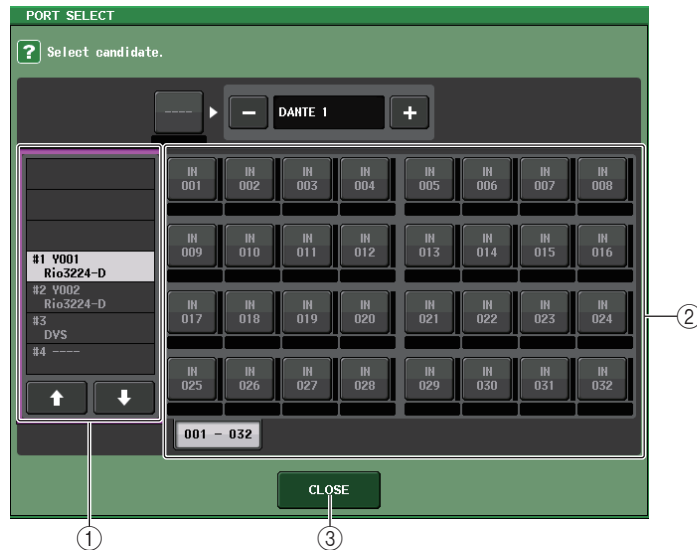 PORT SELECT
? Select candidate.
---- − DANTE 1 +
#1 Y001
Rio3224-D
#2 Y002
Rio3224-D
#3
DVS
#4 ----
IN 001 IN 002 IN 003 IN 004 IN 005 IN 006 IN 007 IN 008
IN 009 IN 010 IN 011 IN 012 IN 013 IN 014 IN 015 IN 016
IN 017 IN 018 IN 019 IN 020 IN 021 IN 022 IN 023 IN 024
IN 025 IN 026 IN 027 IN 028 IN 029 IN 030 IN 031 IN 032
001 - 032
CLOSE
① ② ③